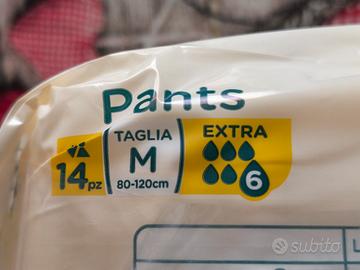 Pants
TAGLIA
M
80-120cm
EXTRA
6
14pz
subito
L